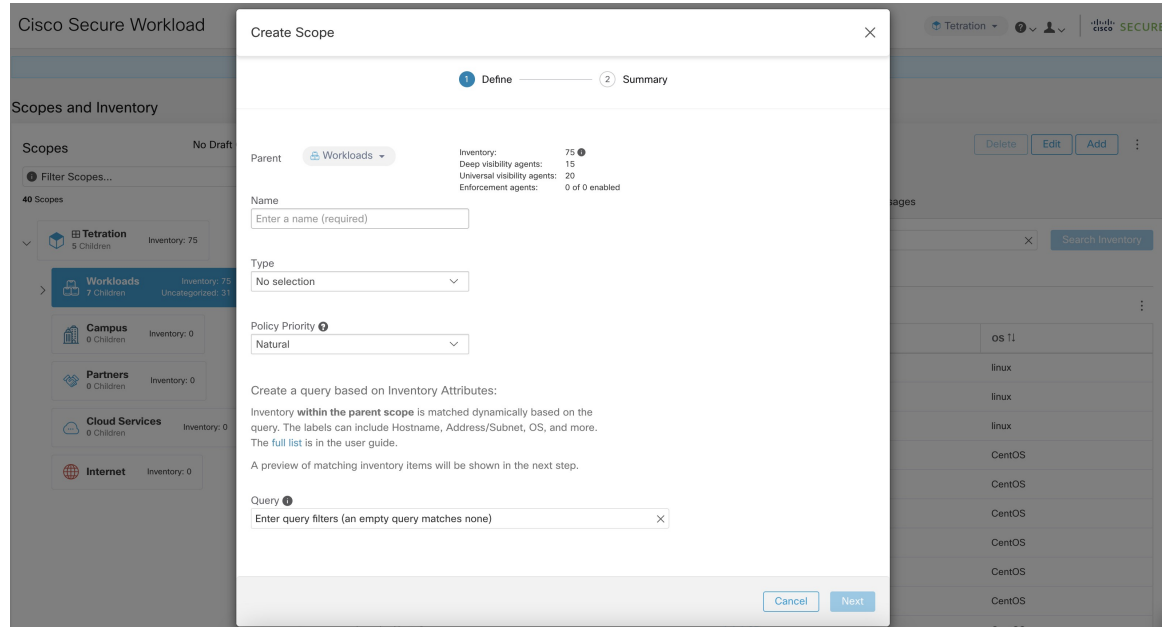 Cisco Secure Workload
Tetration
cisco SECURE
Scopes and Inventory
Scopes
No Draft
Filter Scopes...
40 Scopes
Tetration
5 Children
Inventory: 75
Workloads
7 Children
Inventory: 75
Uncategorized: 31
Campus
0 Children
Inventory: 0
Partners
0 Children
Inventory: 0
Cloud Services
0 Children
Inventory: 0
Internet
Inventory: 0
Create Scope
1 Define
2 Summary
Parent
Workloads
Inventory: 75
Deep visibility agents: 15
Universal visibility agents: 20
Enforcement agents: 0 of 0 enabled
Name
Enter a name (required)
Type
No selection
Policy Priority
Natural
Create a query based on Inventory Attributes:
Inventory within the parent scope is matched dynamically based on the
query. The labels can include Hostname, Address/Subnet, OS, and more.
The full list is in the user guide.
A preview of matching inventory items will be shown in the next step.
Query
Enter query filters (an empty query matches none)
Cancel
Next
Delete
Edit
Add
sages
Search Inventory
OS
linux
linux
linux
CentOS
CentOS
CentOS
CentOS
CentOS
CentOS